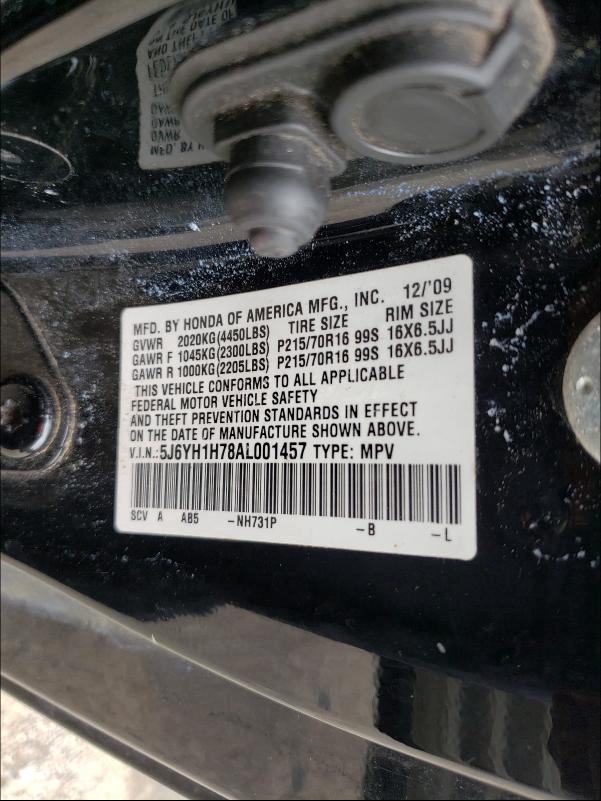 MFD. BY HONDA OF AMERICA MFG., INC. 12/'09
GVWR 2020KG(4450LBS) TIRE SIZE RIM SIZE
GAWR F 1045KG(2300LBS) P215/70R16 99S 16X6.5JJ
GAWR R 1000KG(2205LBS) P215/70R16 99S 16X6.5JJ
THIS VEHICLE CONFORMS TO ALL APPLICABLE
FEDERAL MOTOR VEHICLE SAFETY
AND THEFT PREVENTION STANDARDS IN EFFECT
ON THE DATE OF MANUFACTURE SHOWN ABOVE.
V.I.N.:5J6YH1H78AL001457 TYPE: MPV
SCV A AB5 -NH731P -B -L